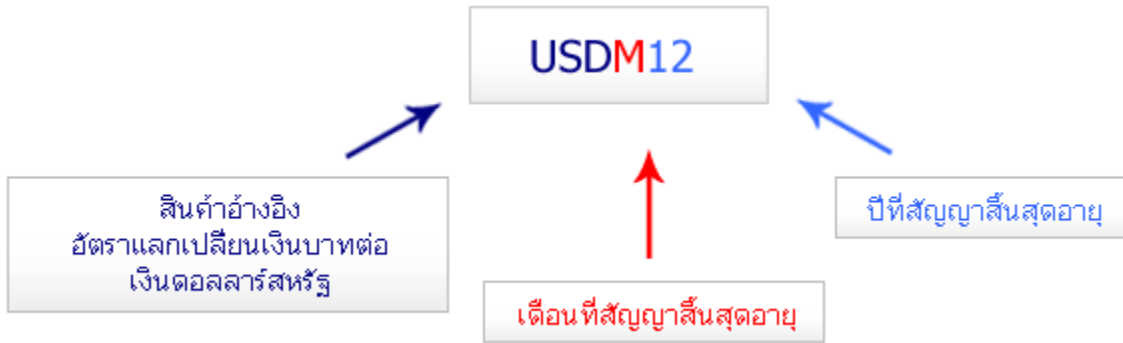 USDM12
สินค้าอ้างอิง
อัตราแลกเปลี่ยนเงินบาทต่อ
เงินดอลลาร์สหรัฐ
เดือนที่สัญญาสิ้นสุดอายุ
ปีที่สัญญาสิ้นสุดอายุ